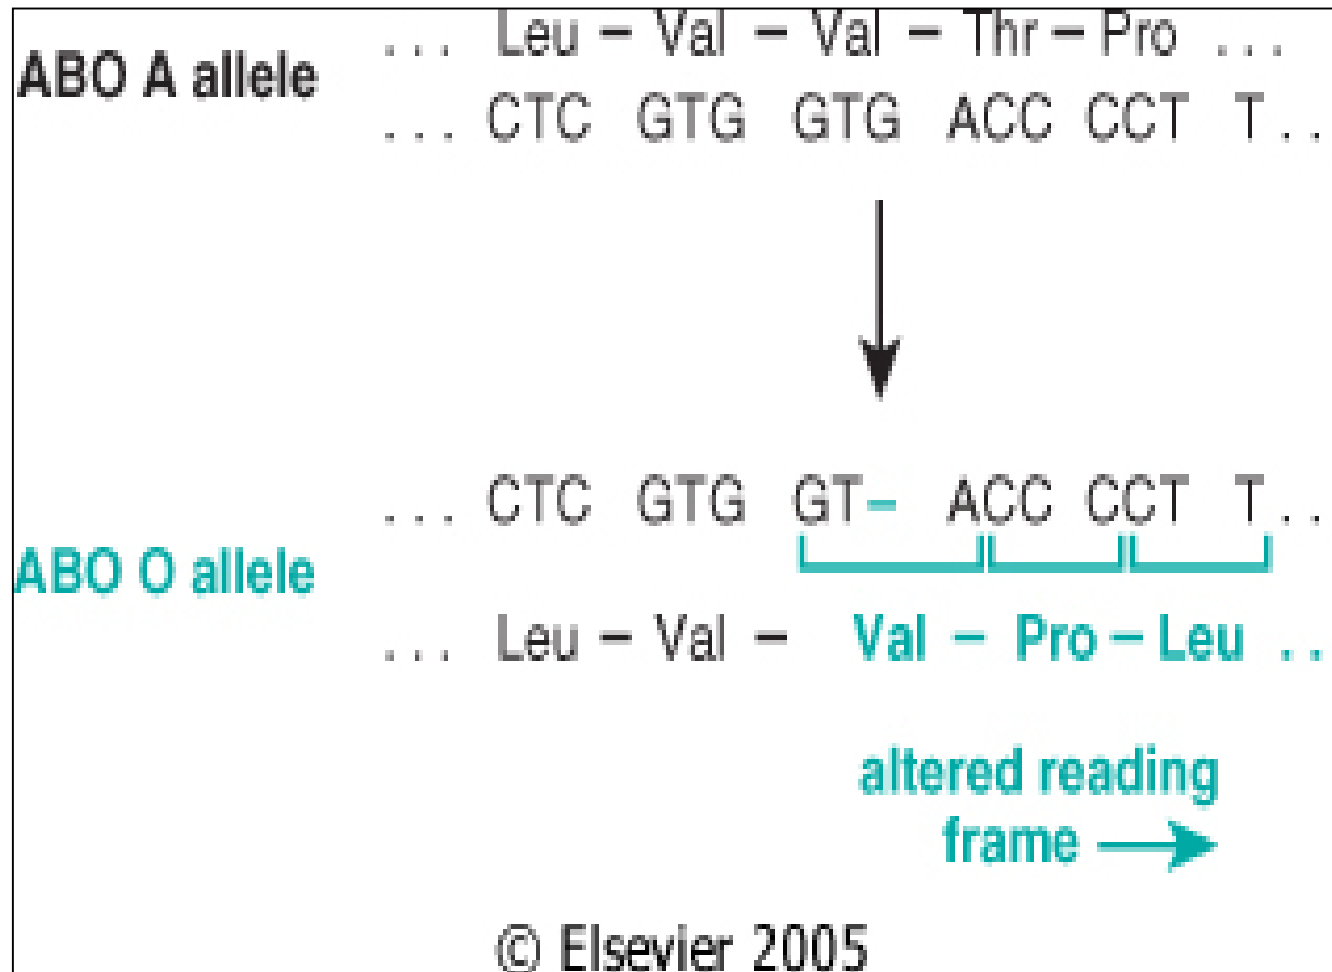 ... Leu – Val – Val – Thr – Pro ...
ABO A allele
... CTC GTG GTG ACC CCT T..
... CTC GTG GT– ACC CCT T..
ABO O allele
... Leu – Val – Val – Pro – Leu ..
altered reading
frame
© Elsevier 2005